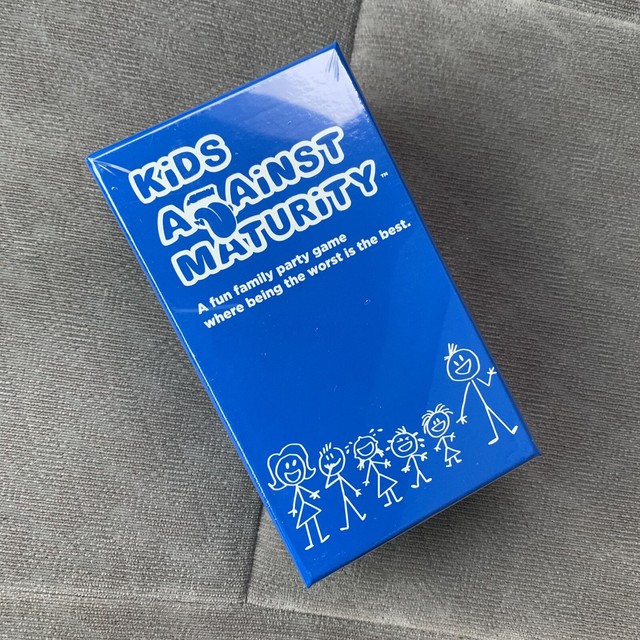 KiDS
AGAiNST
MATURiTY™
A fun family party game
where being the worst is the best.